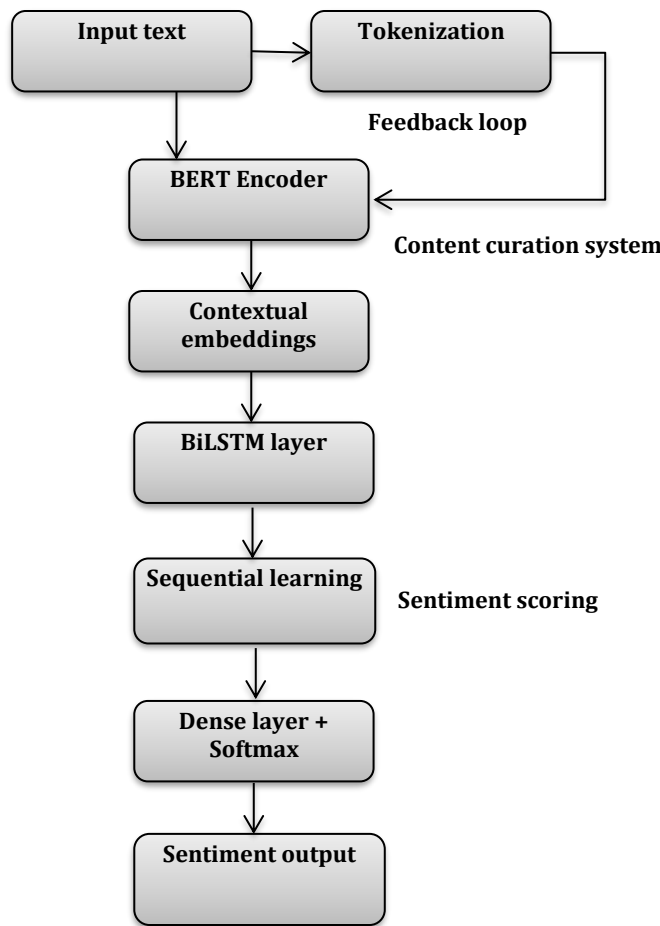 Input text
Tokenization
Feedback loop
BERT Encoder
Content curation system
Contextual
embeddings
BiLSTM layer
Sequential learning
Sentiment scoring
Dense layer +
Softmax
Sentiment output